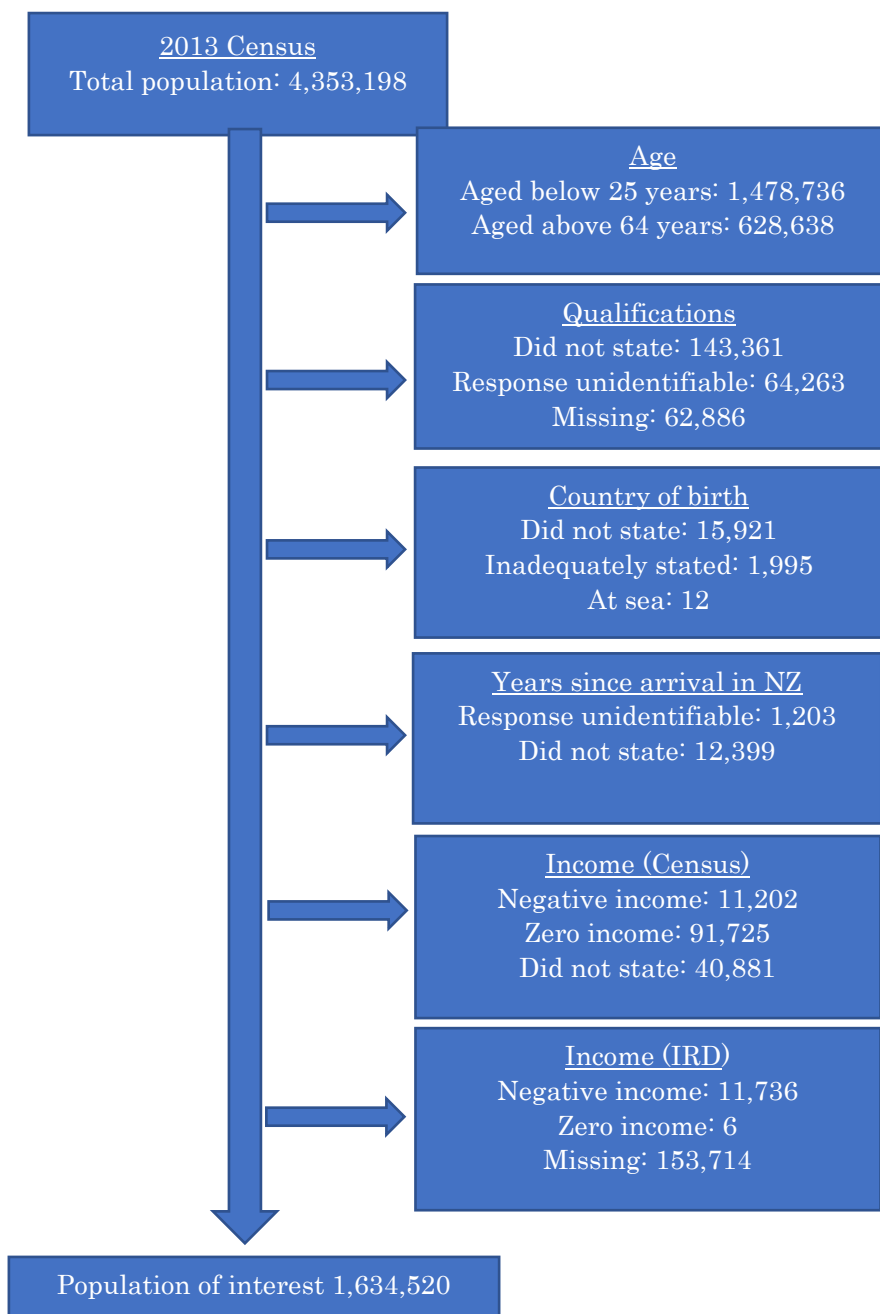 2013 Census
Total population: 4,353,198
Age
Aged below 25 years: 1,478,736
Aged above 64 years: 628,638
Qualifications
Did not state: 143,361
Response unidentifiable: 64,263
Missing: 62,886
Country of birth
Did not state: 15,921
Inadequately stated: 1,995
At sea: 12
Years since arrival in NZ
Response unidentifiable: 1,203
Did not state: 12,399
Income (Census)
Negative income: 11,202
Zero income: 91,725
Did not state: 40,881
Income (IRD)
Negative income: 11,736
Zero income: 6
Missing: 153,714
Population of interest 1,634,520